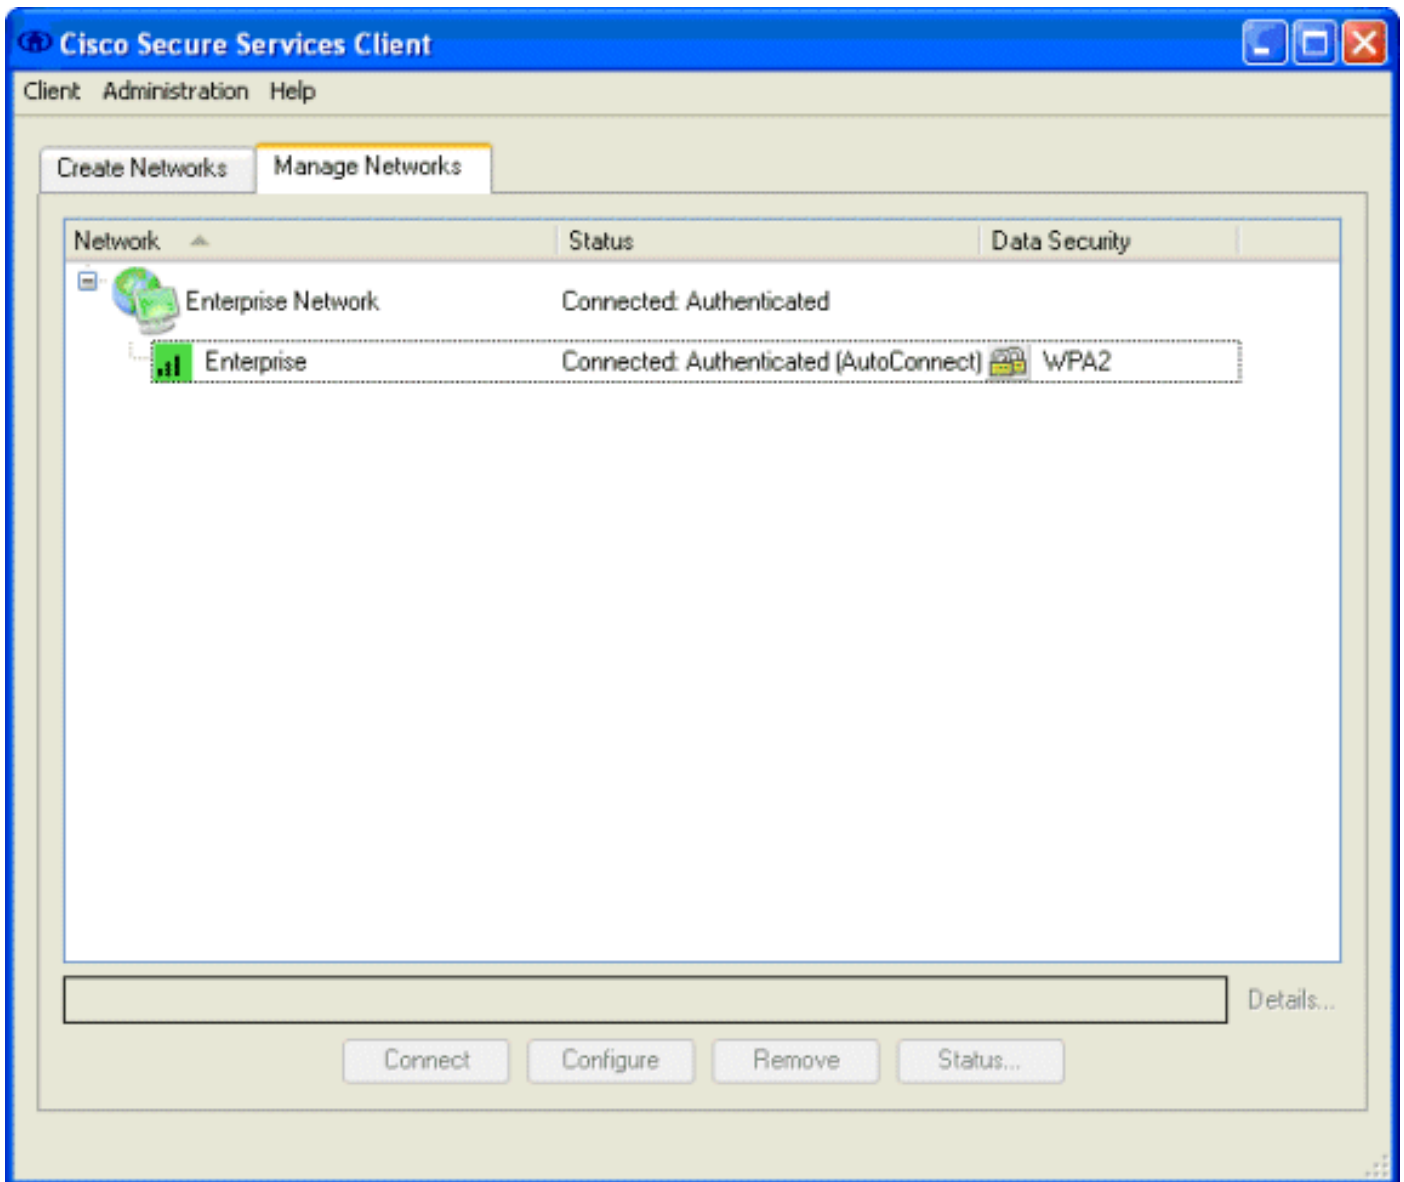 Cisco Secure Services Client
Client Administration Help
Create Networks Manage Networks
Network Status Data Security
Enterprise Network Connected: Authenticated
Enterprise Connected: Authenticated (AutoConnect) WPA2
Details...
Connect Configure Remove Status...